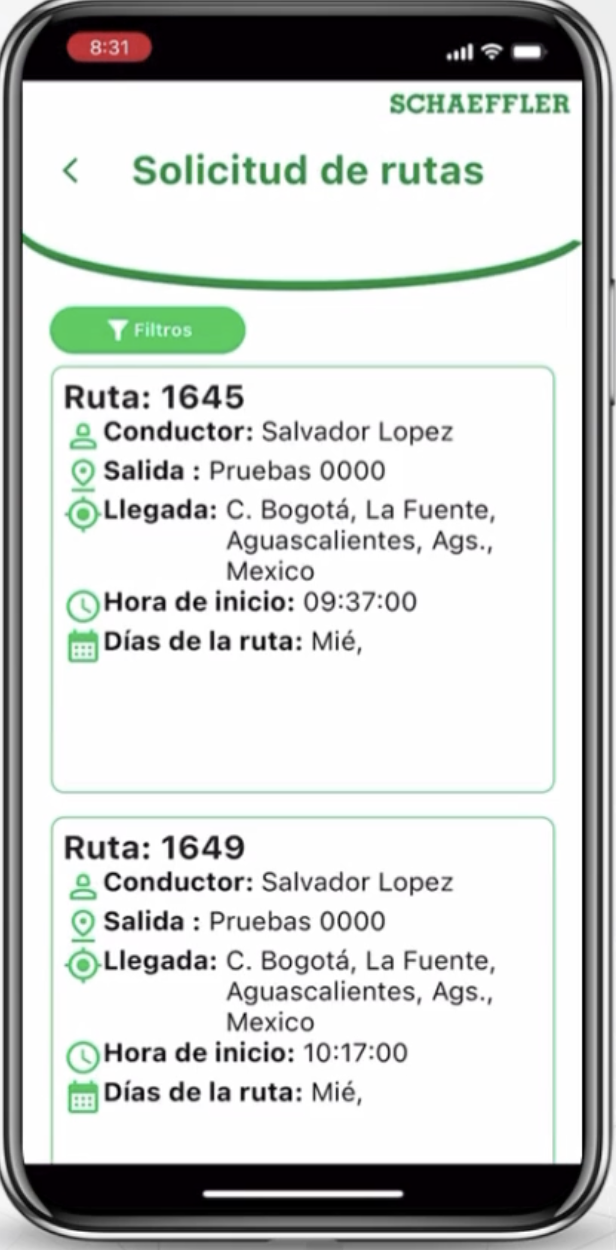 8:31
SCHAEFFLER
Solicitud de rutas
Filtros
Ruta: 1645
Conductor: Salvador Lopez
Salida : Pruebas 0000
Llegada: C. Bogotá, La Fuente,
Aguascalientes, Ags.,
Mexico
Hora de inicio: 09:37:00
Días de la ruta: Mié,
Ruta: 1649
Conductor: Salvador Lopez
Salida : Pruebas 0000
Llegada: C. Bogotá, La Fuente,
Aguascalientes, Ags.,
Mexico
Hora de inicio: 10:17:00
Días de la ruta: Mié,